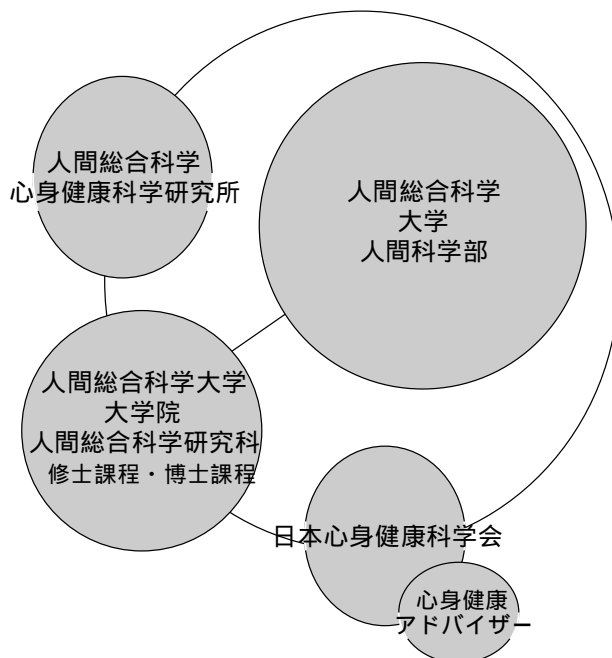 人間総合科学
心身健康科学研究所
人間総合科学
大学
人間科学部
人間総合科学大学
大学院
人間総合科学研究科
修士課程・博士課程
日本心身健康科学会
心身健康
アドバイザー